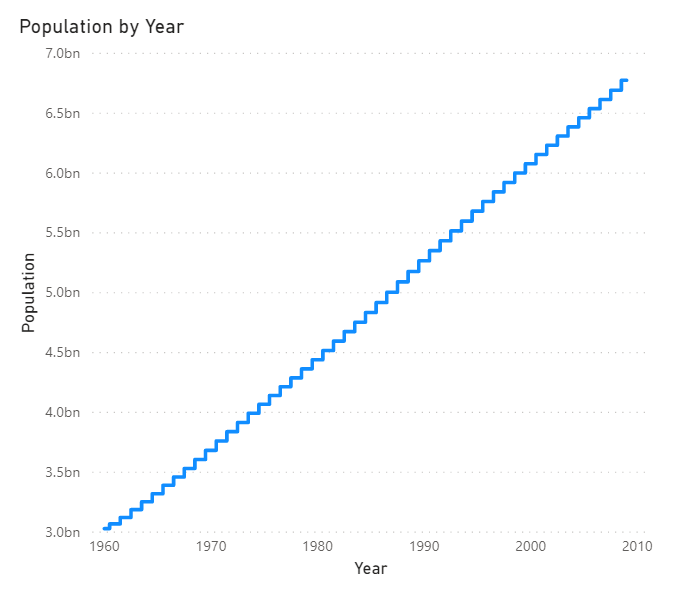 Population by Year
7.0bn
6.5bn
6.0bn
5.5bn
5.0bn
4.5bn
4.0bn
3.5bn
3.0bn
Population
1960 1970 1980 1990 2000 2010
Year